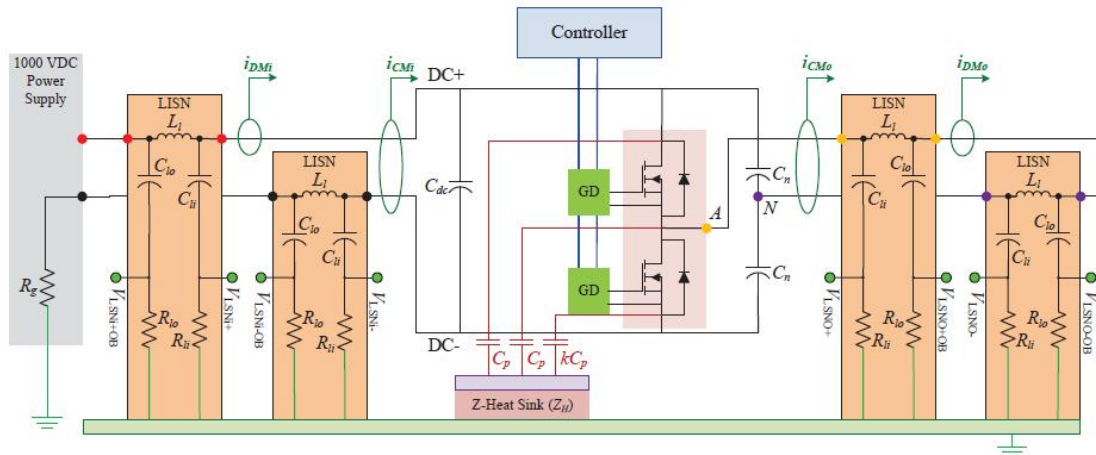 Controller
1000 VDC
Power
Supply
i_DMi
i_CMi
DC+
i_CMo
i_DMo
LISN
L_l
LISN
L_l
LISN
L_l
LISN
L_l
C_lo
C_li
C_lo
C_li
C_dc
GD
GD
A
N
C_n
C_n
C_li
C_lo
C_li
C_lo
R_g
V_LSNi+OB
V_LSNi+
V_LSNi-OB
V_LSNi-
R_lo
R_li
R_lo
R_li
DC-
C_p
C_p
kC_p
Z-Heat Sink (Z_H)
V_LSNO+
V_LSNO+OB
V_LSNO-
V_LSNO-OB
R_lo
R_li
R_lo
R_li